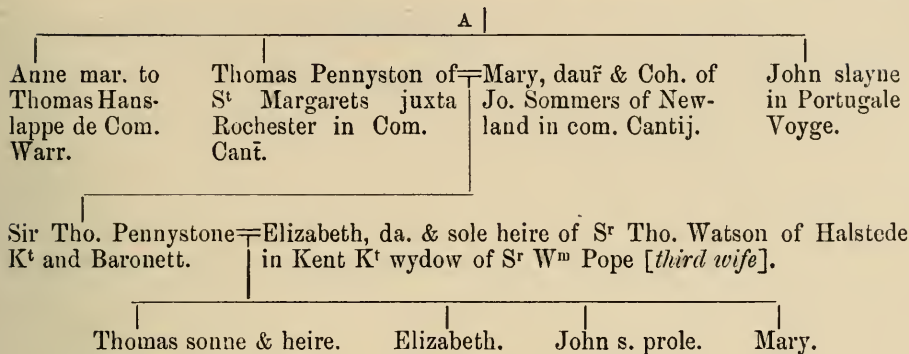 A
Anne mar. to
Thomas Hans-
lappe de Com.
Warr.
Thomas Pennyston of
Sᵗ Margarets juxta
Rochester in Com.
Cant̄.
Mary, daur̃ & Coh. of
Jo. Sommers of New-
land in com. Cantij.
John slayne
in Portugale
Voyge.
Sir Tho. Pennystone
Kᵗ and Baronett.
Elizabeth, da. & sole heire of Sʳ Tho. Watson of Halstede
in Kent Kᵗ wydow of Sʳ Wᵐ Pope [third wife].
Thomas sonne & heire.
Elizabeth.
John s. prole.
Mary.